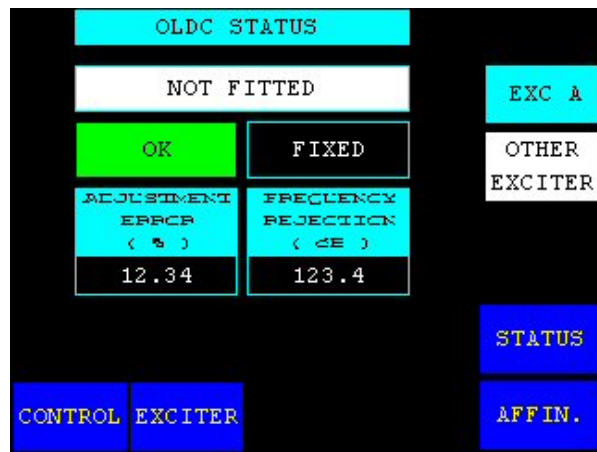 OLDC STATUS
NOT FITTED
EXC A
OK
FIXED
OTHER
EXCITER
ADJUSTMENT
ERROR
( % )
FREQUENCY
REJECTION
( dB )
12.34
123.4
STATUS
CONTROL
EXCITER
AFFIN.